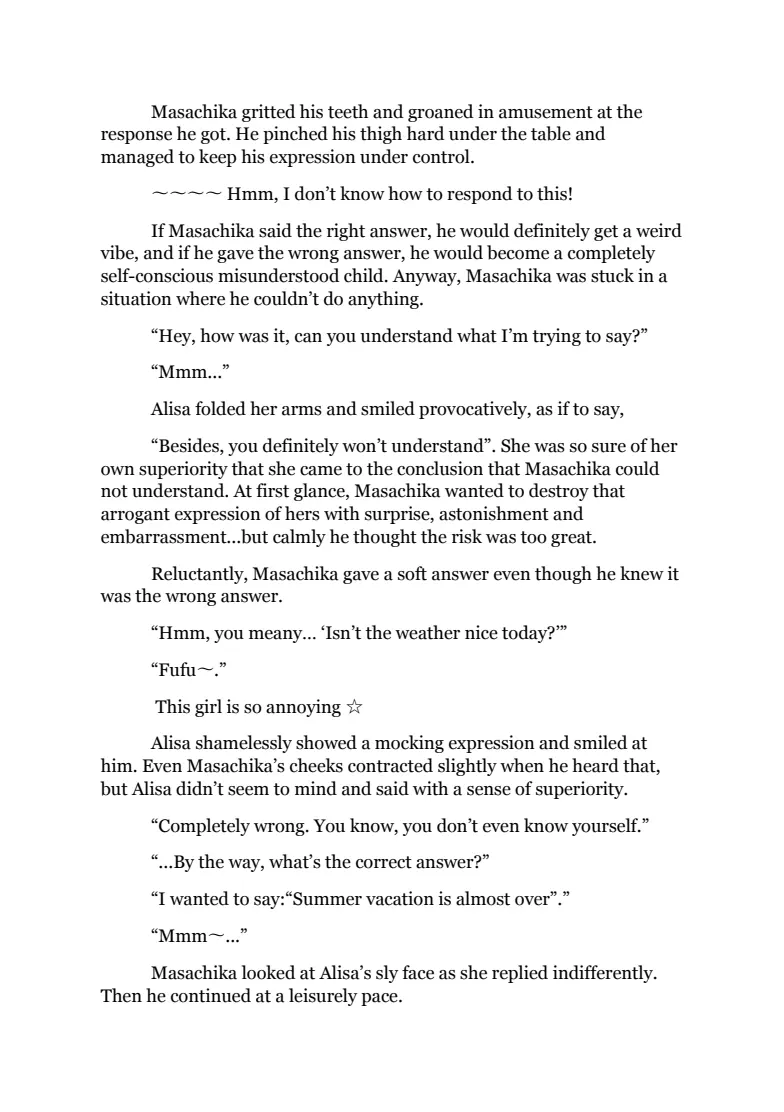 Masachika gritted his teeth and groaned in amusement at the
response he got. He pinched his thigh hard under the table and
managed to keep his expression under control.
～～～～ Hmm, I don’t know how to respond to this!
If Masachika said the right answer, he would definitely get a weird
vibe, and if he gave the wrong answer, he would become a completely
self-conscious misunderstood child. Anyway, Masachika was stuck in a
situation where he couldn’t do anything.
“Hey, how was it, can you understand what I’m trying to say?”
“Mmm...”
Alisa folded her arms and smiled provocatively, as if to say,
“Besides, you definitely won’t understand”. She was so sure of her
own superiority that she came to the conclusion that Masachika could
not understand. At first glance, Masachika wanted to destroy that
arrogant expression of hers with surprise, astonishment and
embarrassment...but calmly he thought the risk was too great.
Reluctantly, Masachika gave a soft answer even though he knew it
was the wrong answer.
“Hmm, you meany... ‘Isn’t the weather nice today?’”
“Fufu～.”
This girl is so annoying ☆
Alisa shamelessly showed a mocking expression and smiled at
him. Even Masachika’s cheeks contracted slightly when he heard that,
but Alisa didn’t seem to mind and said with a sense of superiority.
“Completely wrong. You know, you don’t even know yourself.”
“...By the way, what’s the correct answer?”
“I wanted to say:“Summer vacation is almost over”.”
“Mmm～...”
Masachika looked at Alisa’s sly face as she replied indifferently.
Then he continued at a leisurely pace.